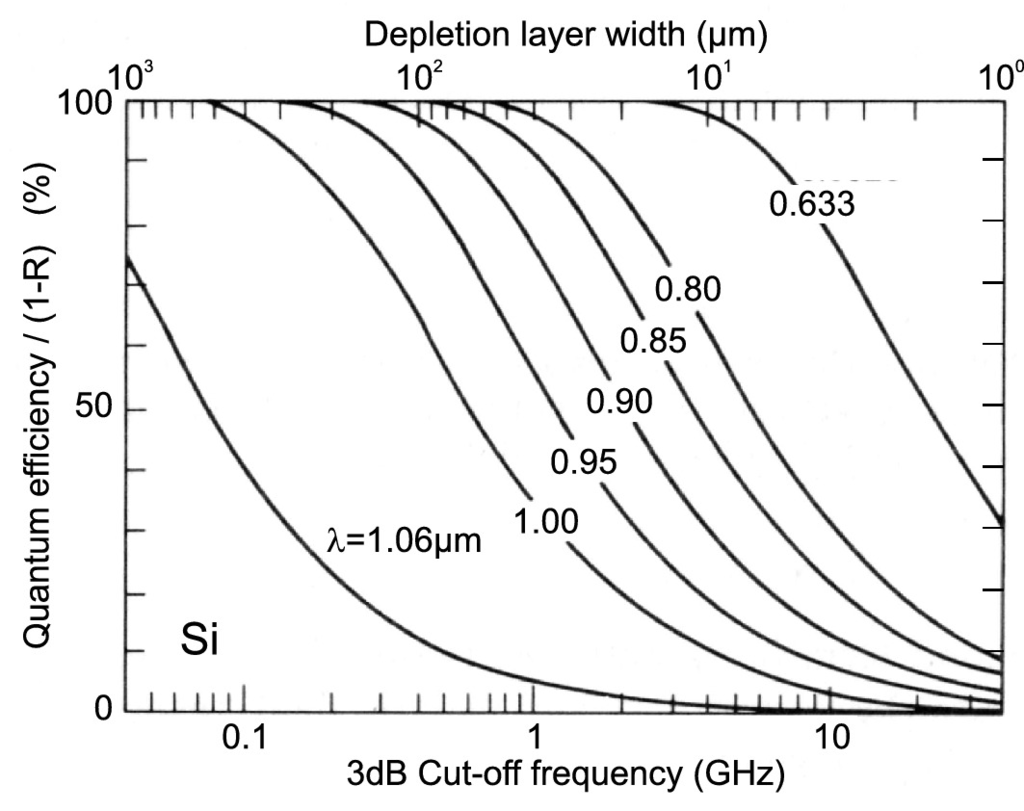 Depletion layer width (µm)
10³ 10² 10¹ 10⁰
100
50
0
Quantum efficiency / (1-R) (%)
0.633
0.80
0.85
0.90
0.95
1.00
λ=1.06µm
Si
0.1 1 10
3dB Cut-off frequency (GHz)